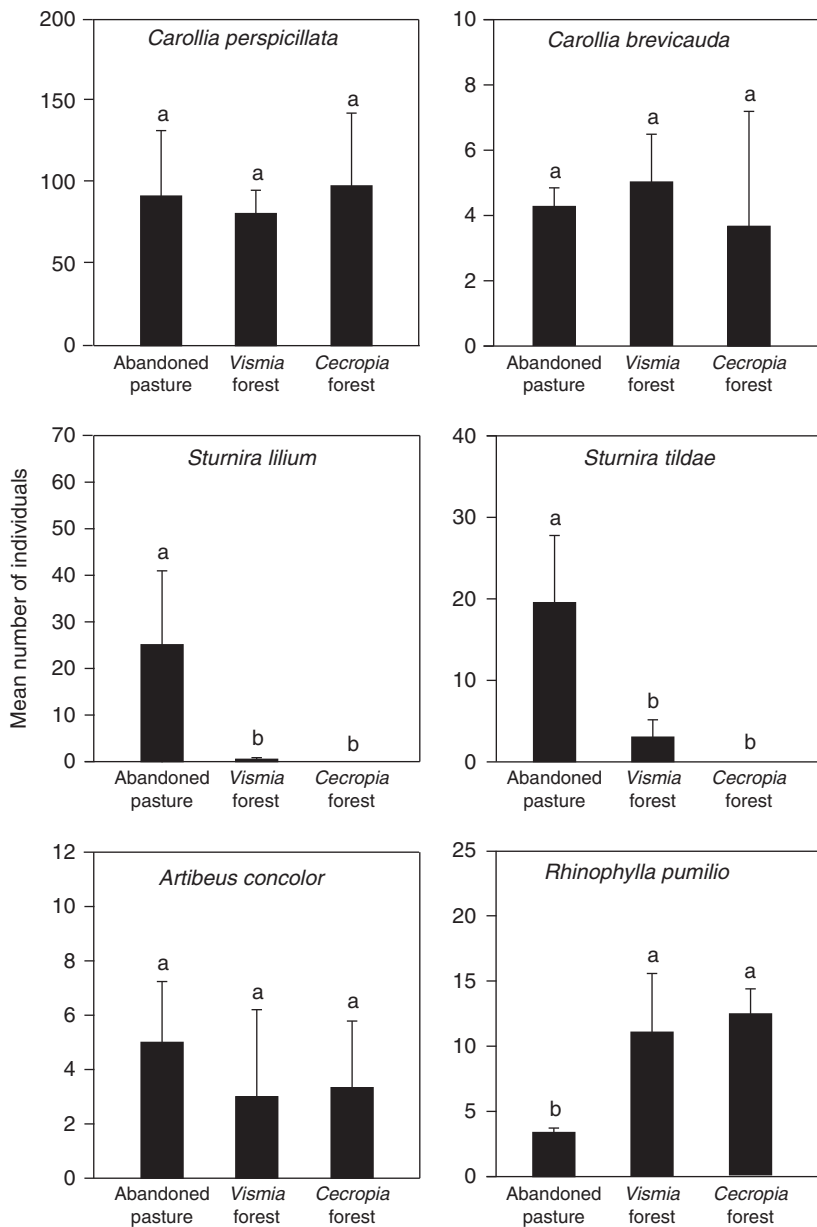 Carollia perspicillata
200
150
100
50
0
a
a
a
Abandoned pasture
Vismia forest
Cecropia forest
Carollia brevicauda
10
8
6
4
2
0
a
a
a
Abandoned pasture
Vismia forest
Cecropia forest
Mean number of individuals
Sturnira lilium
70
60
50
40
30
20
10
0
a
b
b
Abandoned pasture
Vismia forest
Cecropia forest
Sturnira tildae
40
30
20
10
0
a
b
b
Abandoned pasture
Vismia forest
Cecropia forest
Artibeus concolor
12
10
8
6
4
2
0
a
a
a
Abandoned pasture
Vismia forest
Cecropia forest
Rhinophylla pumilio
25
20
15
10
5
0
b
a
a
Abandoned pasture
Vismia forest
Cecropia forest